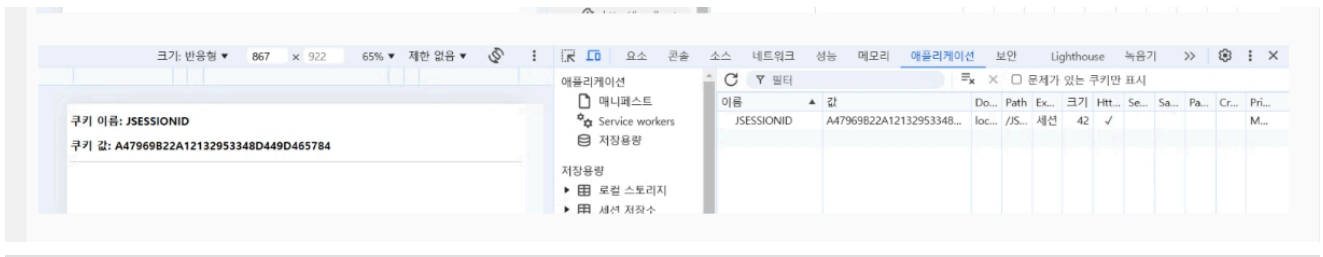 크기: 반응형 ▼ 867 × 922 65% ▼ 제한 없음 ▼
요소 콘솔 소스 네트워크 성능 메모리 애플리케이션 보안 Lighthouse 녹음기
애플리케이션
매니페스트
Service workers
저장용량
저장용량
로컬 스토리지
세션 저장소
필터 문제가 있는 쿠키만 표시
이름 ▲ 값 Do... Path Ex... 크기 Htt... Se... Sa... Pa... Cr... Pri...
JSESSIONID A47969B22A12132953348... loc... /JS... 세션 42 ✓ M...
쿠키 이름: JSESSIONID
쿠키 값: A47969B22A12132953348D449D465784